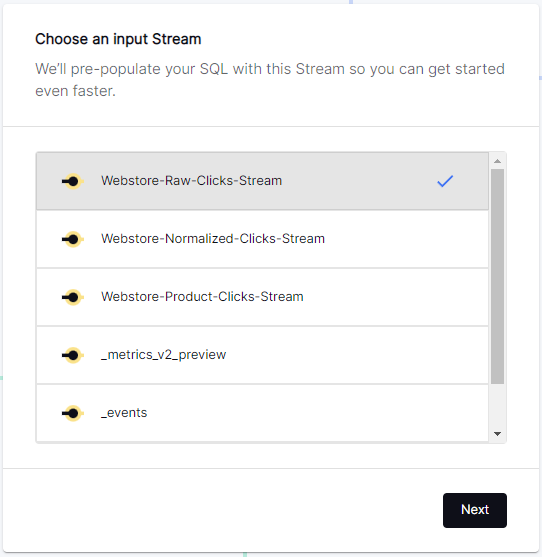 Choose an input Stream
We'll pre-populate your SQL with this Stream so you can get started
even faster.
Webstore-Raw-Clicks-Stream
Webstore-Normalized-Clicks-Stream
Webstore-Product-Clicks-Stream
_metrics_v2_preview
_events
Next